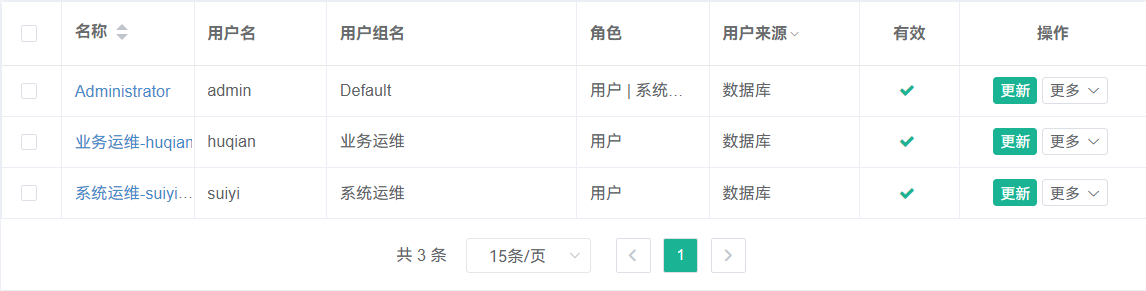 名称 用户名 用户组名 角色 用户来源 有效 操作
Administrator admin Default 用户 | 系统... 数据库 更新 更多
业务运维-huqian huqian 业务运维 用户 数据库 更新 更多
系统运维-suiyi... suiyi 系统运维 用户 数据库 更新 更多
共 3 条 15条/页 1